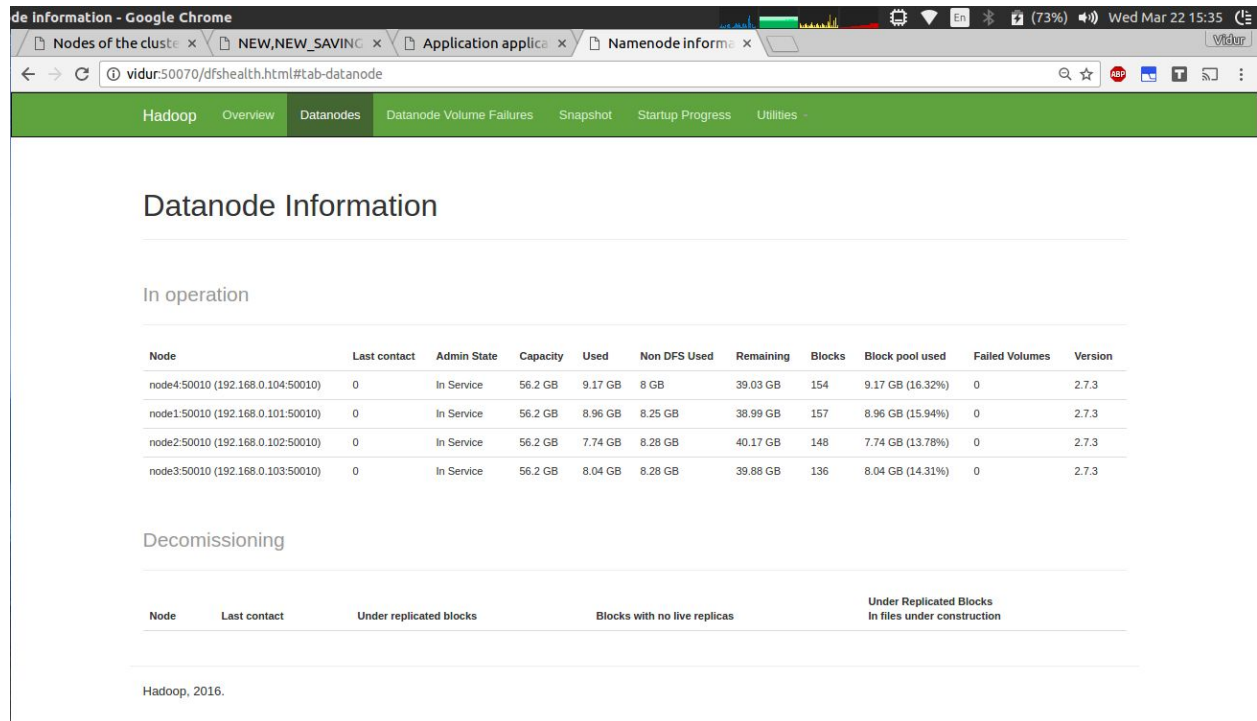 de Information - Google Chrome En (73%) Wed Mar 22 15:35
Nodes of the cluste × NEW,NEW_SAVING × Application applica × Namenode informa × Vidur
vidur:50070/dfshealth.html#tab-datanode ABP T
Hadoop Overview Datanodes Datanode Volume Failures Snapshot Startup Progress Utilities
Datanode Information
In operation
Node Last contact Admin State Capacity Used Non DFS Used Remaining Blocks Block pool used Failed Volumes Version
node4:50010 (192.168.0.104:50010) 0 In Service 56.2 GB 9.17 GB 8 GB 39.03 GB 154 9.17 GB (16.32%) 0 2.7.3
node1:50010 (192.168.0.101:50010) 0 In Service 56.2 GB 8.96 GB 8.25 GB 38.99 GB 157 8.96 GB (15.94%) 0 2.7.3
node2:50010 (192.168.0.102:50010) 0 In Service 56.2 GB 7.74 GB 8.28 GB 40.17 GB 148 7.74 GB (13.78%) 0 2.7.3
node3:50010 (192.168.0.103:50010) 0 In Service 56.2 GB 8.04 GB 8.28 GB 39.88 GB 136 8.04 GB (14.31%) 0 2.7.3
Decomissioning
Node Last contact Under replicated blocks Blocks with no live replicas Under Replicated Blocks
In files under construction
Hadoop, 2016.